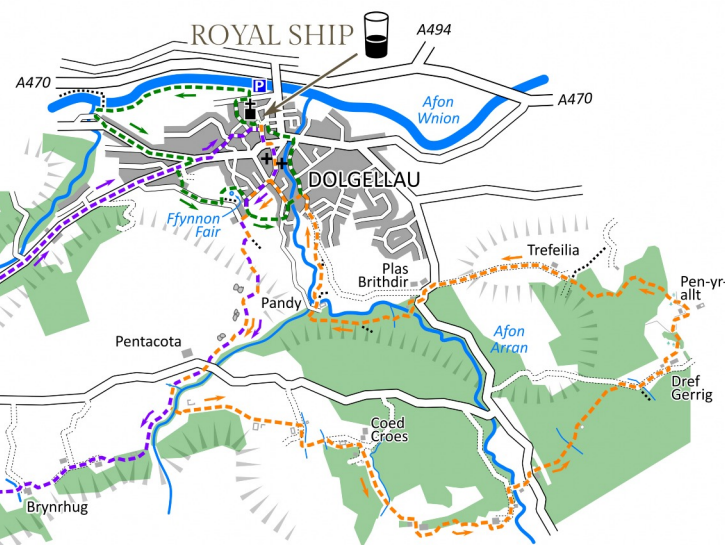 ROYAL SHIP
A494
A470
P
A470
Afon
Wnion
DOLGELLAU
Ffynnon
Fair
Trefeilia
Plas
Brithdir
Pen-yr-
allt
Pandy
Afon
Arran
Pentacota
Dref
Gerrig
Coed
Croes
Brynrhug